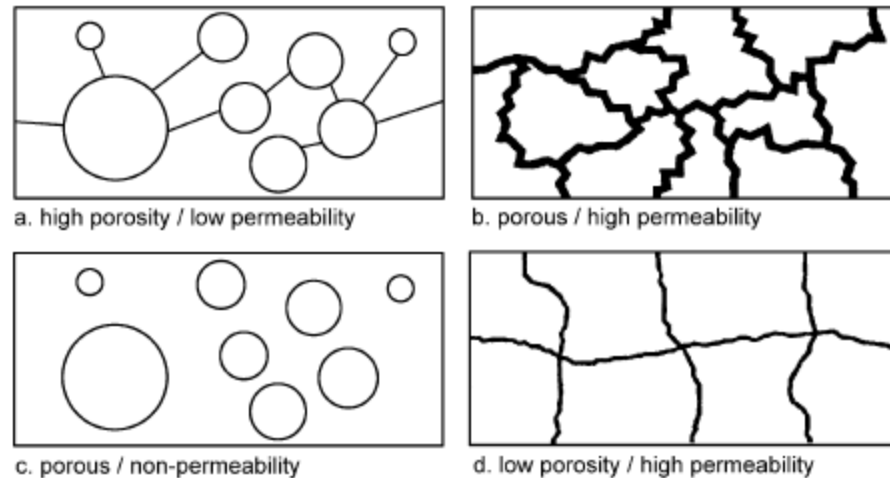 a. high porosity / low permeability
b. porous / high permeability
c. porous / non-permeability
d. low porosity / high permeability